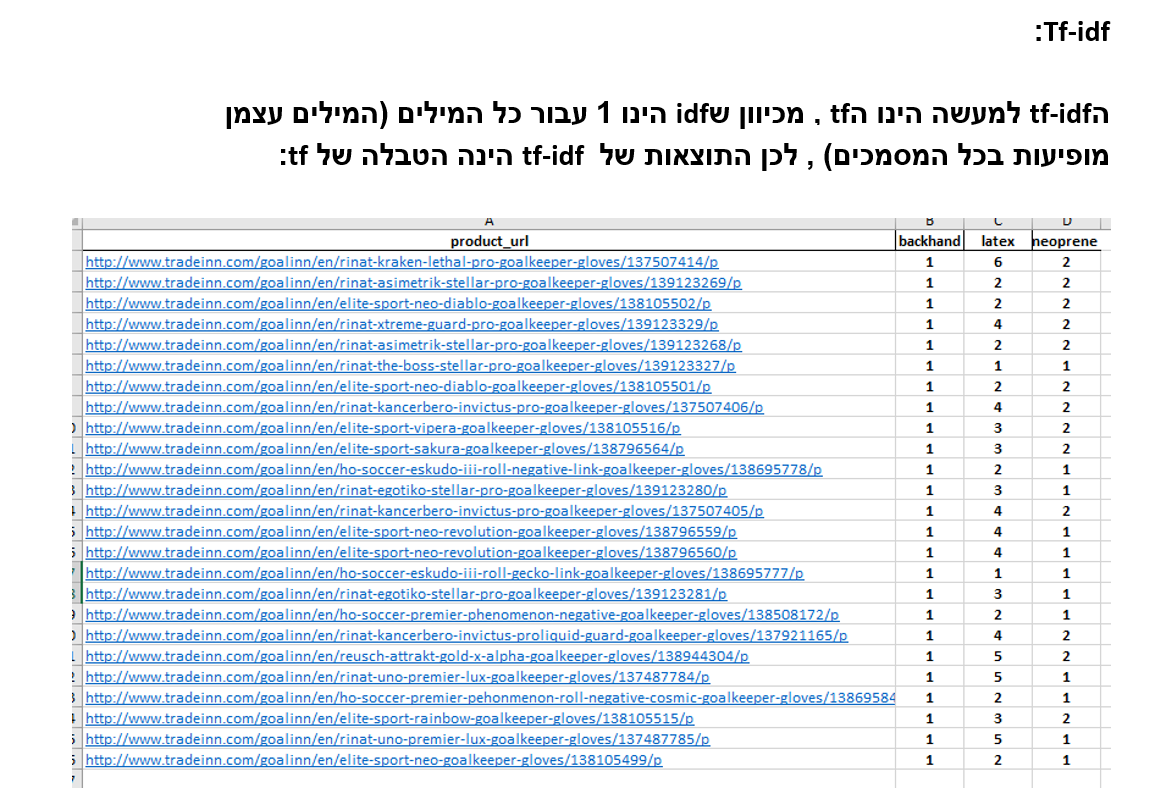 Tf-idf:
הtf-idf למעשה הינו הtf , מכיוון שidf הינו 1 עבור כל המילים (המילים עצמן
מופיעות בכל המסמכים) , לכן התוצאות של tf-idf הינה הטבלה של tf:
A B C D
product_url backhand latex neoprene
http://www.tradeinn.com/goalinn/en/rinat-kraken-lethal-pro-goalkeeper-gloves/137507414/p 1 6 2
http://www.tradeinn.com/goalinn/en/rinat-asimetrik-stellar-pro-goalkeeper-gloves/139123269/p 1 2 2
http://www.tradeinn.com/goalinn/en/elite-sport-neo-diablo-goalkeeper-gloves/138105502/p 1 2 2
http://www.tradeinn.com/goalinn/en/rinat-xtreme-guard-pro-goalkeeper-gloves/139123329/p 1 4 2
http://www.tradeinn.com/goalinn/en/rinat-asimetrik-stellar-pro-goalkeeper-gloves/139123268/p 1 2 2
http://www.tradeinn.com/goalinn/en/rinat-the-boss-stellar-pro-goalkeeper-gloves/139123327/p 1 1 1
http://www.tradeinn.com/goalinn/en/elite-sport-neo-diablo-goalkeeper-gloves/138105501/p 1 2 2
http://www.tradeinn.com/goalinn/en/rinat-kancerbero-invictus-pro-goalkeeper-gloves/137507406/p 1 4 2
http://www.tradeinn.com/goalinn/en/elite-sport-vipera-goalkeeper-gloves/138105516/p 1 3 2
http://www.tradeinn.com/goalinn/en/elite-sport-sakura-goalkeeper-gloves/138796564/p 1 3 2
http://www.tradeinn.com/goalinn/en/ho-soccer-eskudo-iii-roll-negative-link-goalkeeper-gloves/138695778/p 1 2 1
http://www.tradeinn.com/goalinn/en/rinat-egotiko-stellar-pro-goalkeeper-gloves/139123280/p 1 3 1
http://www.tradeinn.com/goalinn/en/rinat-kancerbero-invictus-pro-goalkeeper-gloves/137507405/p 1 4 2
http://www.tradeinn.com/goalinn/en/elite-sport-neo-revolution-goalkeeper-gloves/138796559/p 1 4 1
http://www.tradeinn.com/goalinn/en/elite-sport-neo-revolution-goalkeeper-gloves/138796560/p 1 4 1
http://www.tradeinn.com/goalinn/en/ho-soccer-eskudo-iii-roll-gecko-link-goalkeeper-gloves/138695777/p 1 1 1
http://www.tradeinn.com/goalinn/en/rinat-egotiko-stellar-pro-goalkeeper-gloves/139123281/p 1 3 1
http://www.tradeinn.com/goalinn/en/ho-soccer-premier-phenomenon-negative-goalkeeper-gloves/138508172/p 1 2 1
http://www.tradeinn.com/goalinn/en/rinat-kancerbero-invictus-proliquid-guard-goalkeeper-gloves/137921165/p 1 4 2
http://www.tradeinn.com/goalinn/en/reusch-attrakt-gold-x-alpha-goalkeeper-gloves/138944304/p 1 5 2
http://www.tradeinn.com/goalinn/en/rinat-uno-premier-lux-goalkeeper-gloves/137487784/p 1 5 1
http://www.tradeinn.com/goalinn/en/ho-soccer-premier-pehonmenon-roll-negative-cosmic-goalkeeper-gloves/13869584 1 2 1
http://www.tradeinn.com/goalinn/en/elite-sport-rainbow-goalkeeper-gloves/138105515/p 1 3 2
http://www.tradeinn.com/goalinn/en/rinat-uno-premier-lux-goalkeeper-gloves/137487785/p 1 5 1
http://www.tradeinn.com/goalinn/en/elite-sport-neo-goalkeeper-gloves/138105499/p 1 2 1